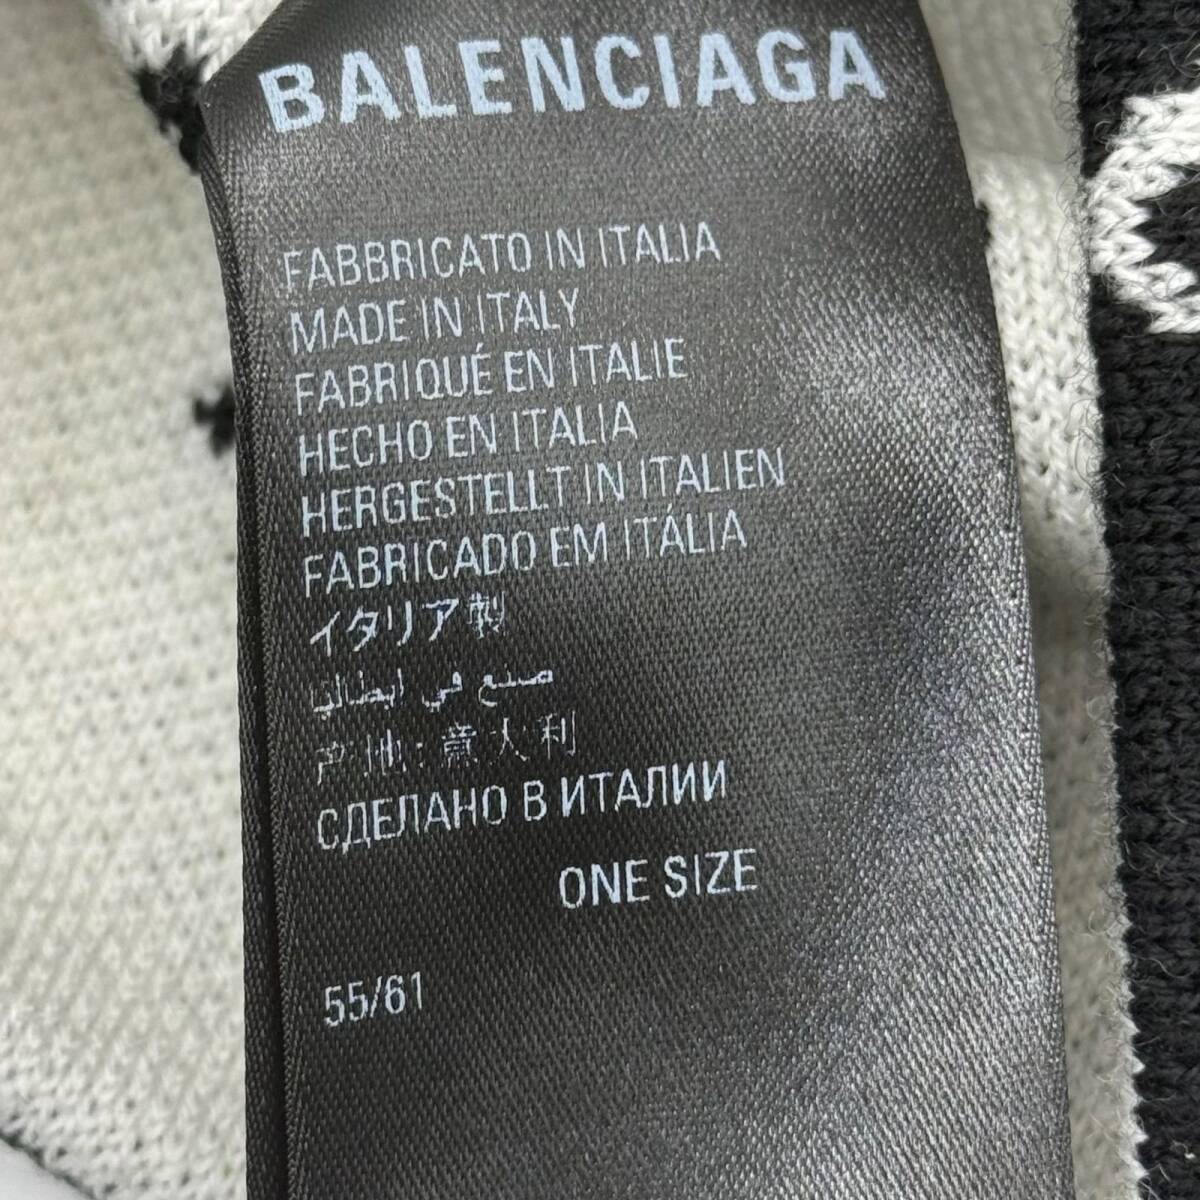 BALENCIAGA
FABBRICATO IN ITALIA
MADE IN ITALY
FABRIQUÉ EN ITALIE
HECHO EN ITALIA
HERGESTELLT IN ITALIEN
FABRICADO EM ITÁLIA
イタリア製
صنع في ايطاليا
产地：意大利
СДЕЛАНО В ИТАЛИИ
ONE SIZE
55/61